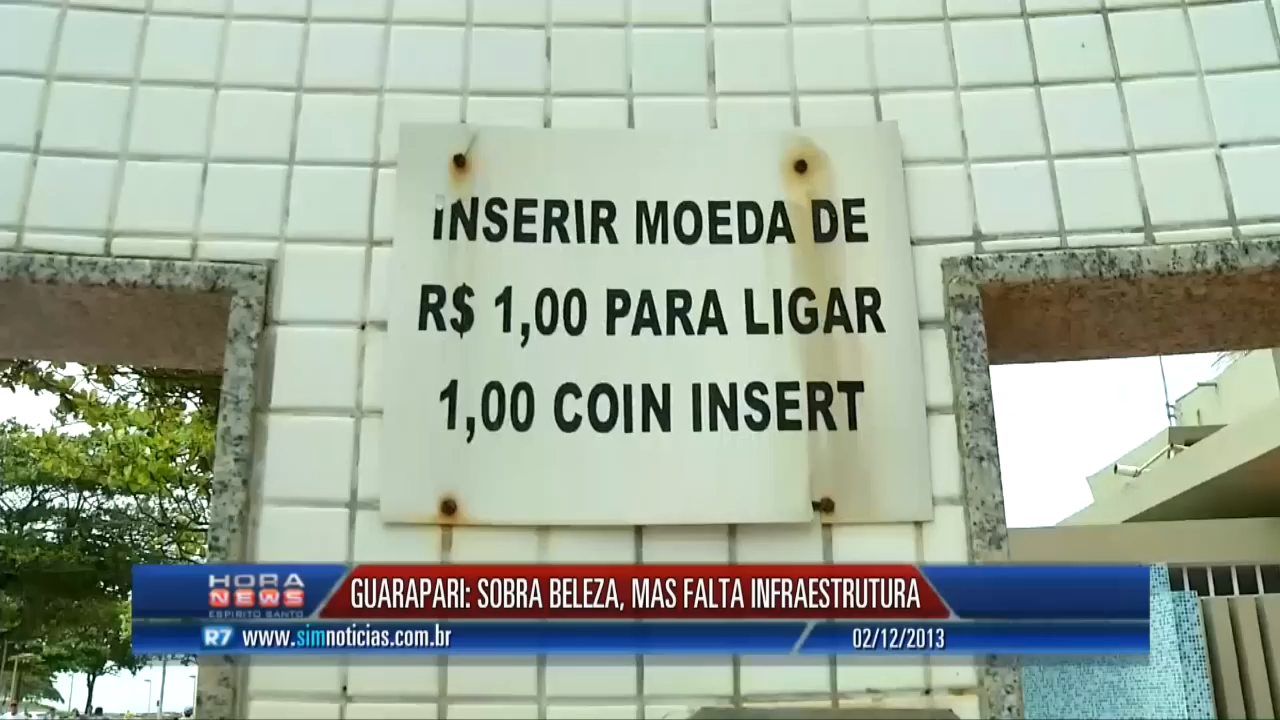 INSERIR MOEDA DE
R$ 1,00 PARA LIGAR
1,00 COIN INSERT
HORA
NEWS
ESPIRITO SANTO
GUARAPARI: SOBRA BELEZA, MAS FALTA INFRAESTRUTURA
R7 www.simnoticias.com.br
02/12/2013